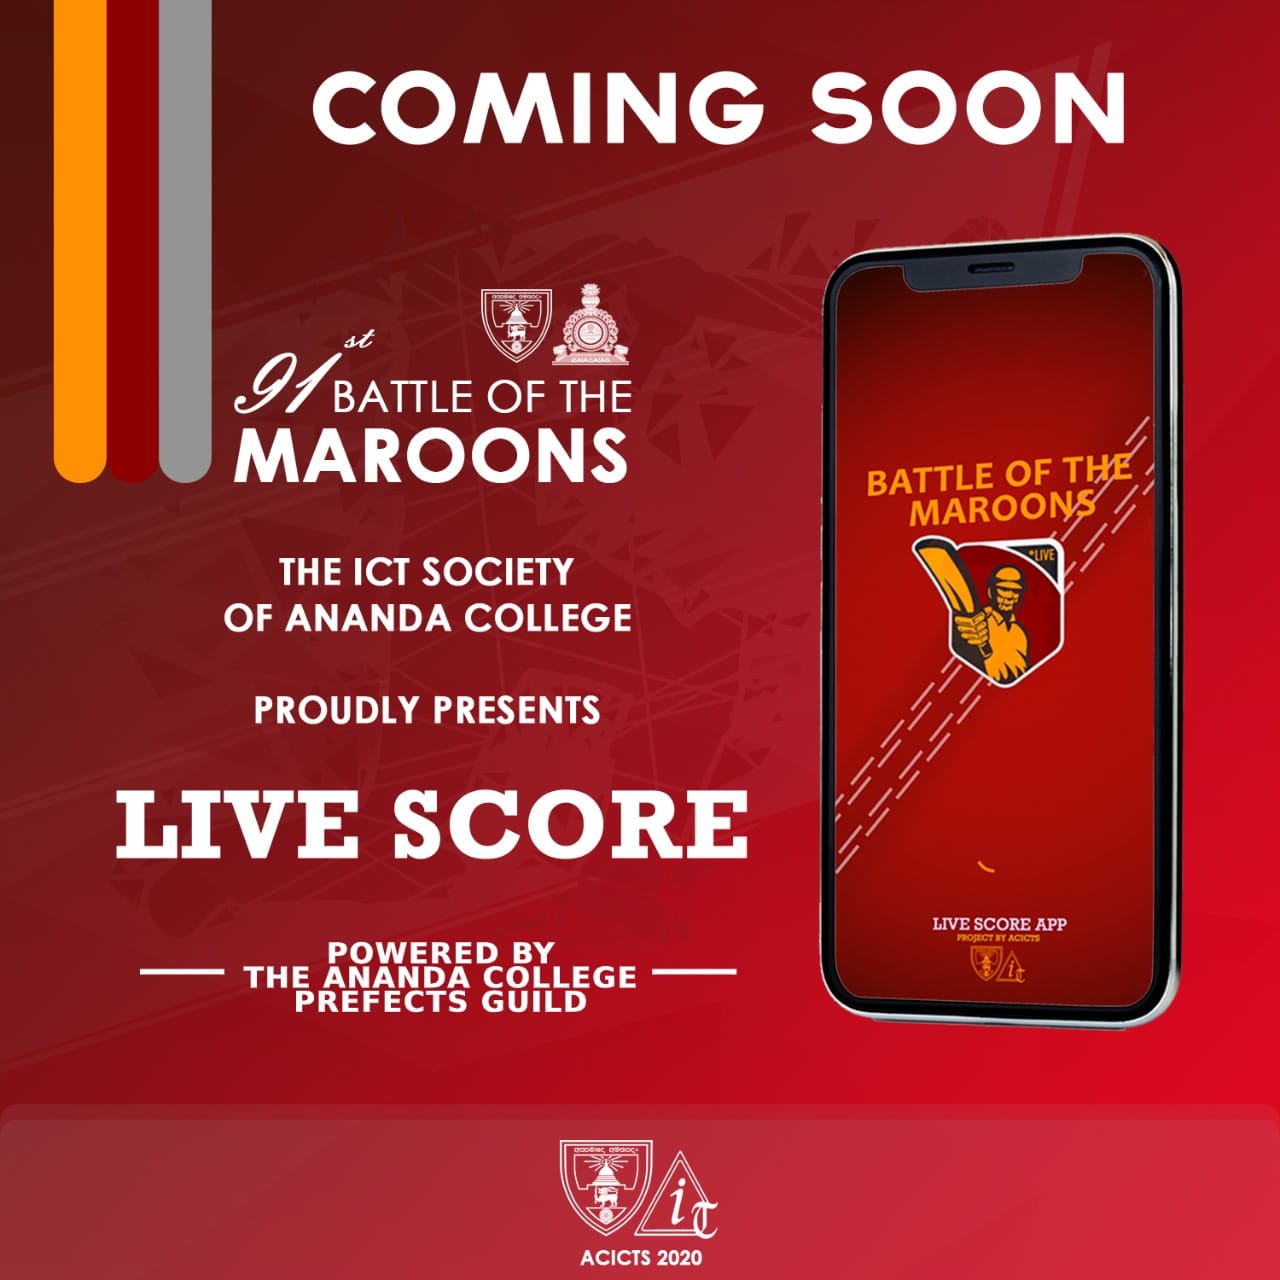 COMING SOON
91st BATTLE OF THE
MAROONS
THE ICT SOCIETY
OF ANANDA COLLEGE
PROUDLY PRESENTS
LIVE SCORE
POWERED BY
THE ANANDA COLLEGE
PREFECTS GUILD
BATTLE OF THE
MAROONS
*LIVE
LIVE SCORE APP
PROJECT BY ACICTS
iT
iT
ACICTS 2020